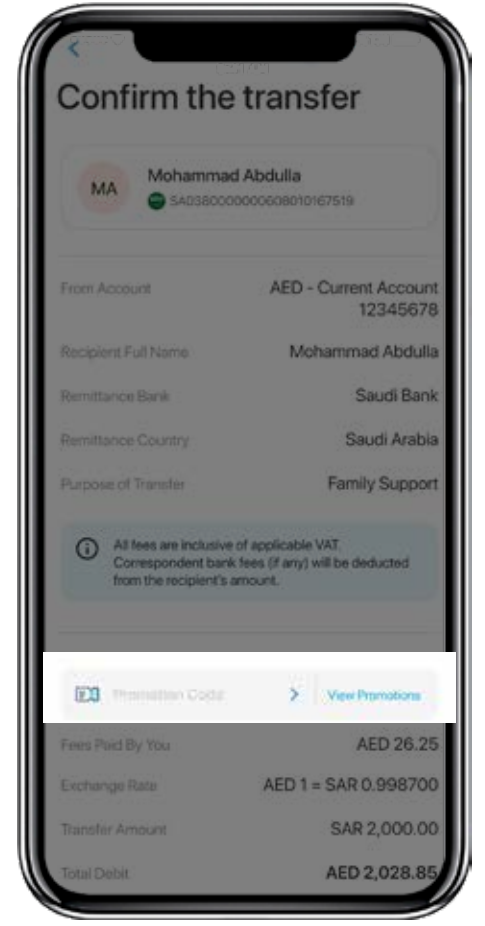 Confirm the transfer
MA
Mohammad Abdulla
SA0380000000608010167519
From Account
AED - Current Account
12345678
Recipient Full Name
Mohammad Abdulla
Remittance Bank
Saudi Bank
Remittance Country
Saudi Arabia
Purpose of Transfer
Family Support
All fees are inclusive of applicable VAT.
Correspondent bank fees (if any) will be deducted
from the recipient's amount.
Promotion Code
View Promotions
Fees Paid By You
AED 26.25
Exchange Rate
AED 1 = SAR 0.998700
Transfer Amount
SAR 2,000.00
Total Debit
AED 2,028.85